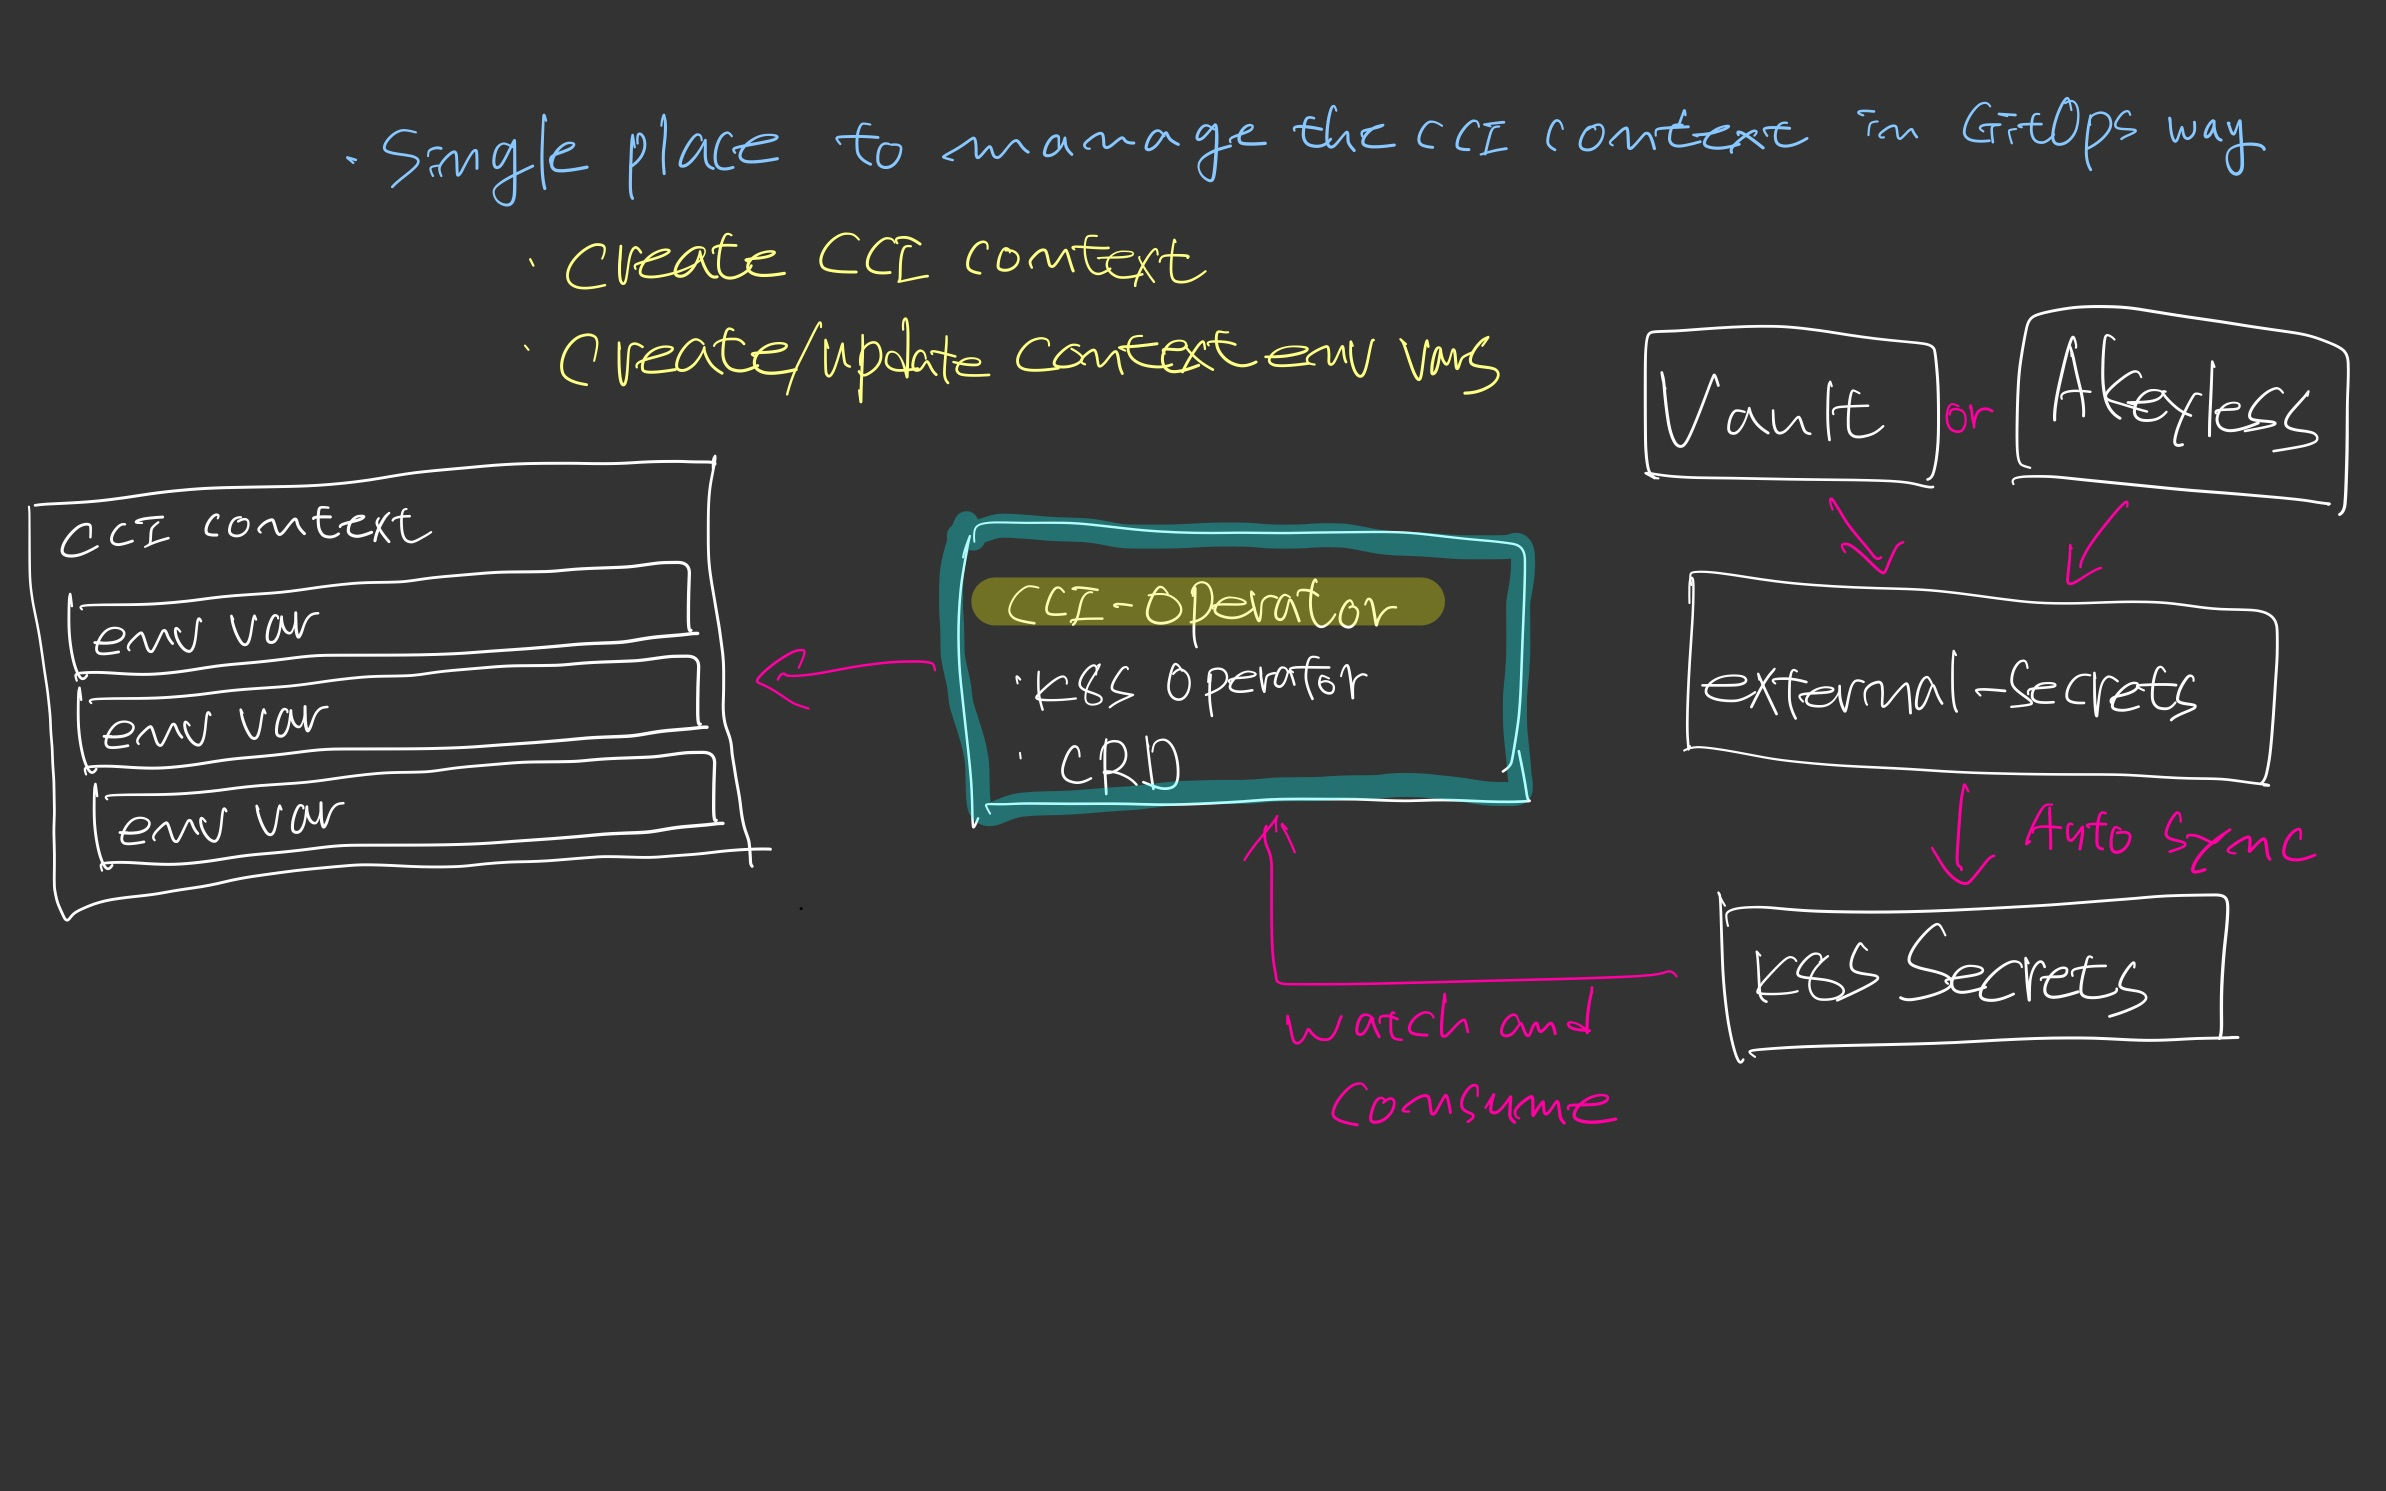 · Single place to manage the CCI context in GitOps way
· Create CCI context
· Create/update context env vars
Vault or Akeyless
CCI context
env var
env var
env var
CCI-Operator
· K8S Operator
· CRD
external-secrets
Auto Sync
K8S Secrets
Watch and
Consume